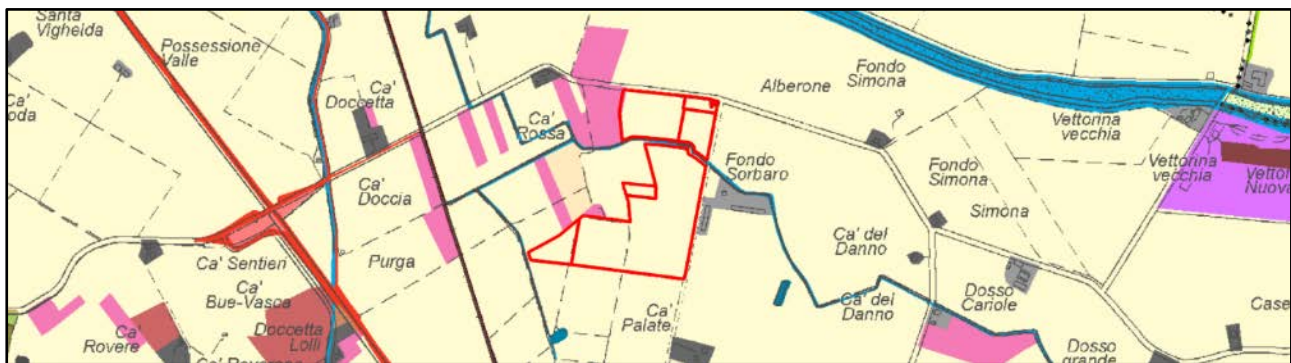 Santa
Vigheida
Possessione
Valle
Ca'
Doccetta
Ca'
Rossa
Alberone
Fondo
Simona
Vettorina
vecchia
Vettorina
vecchia
Nuova
Fondo
Sorbaro
Fondo
Simona
Simona
Ca'
Doccia
Purga
Ca' Sentieri
Ca'
Bue-Vasca
Ca'
Rovere
Doccetta
Lolli
Ca'
Palate
Ca' del
Danno
Ca' del
Danno
Dosso
Cariole
Dosso
grande
Case